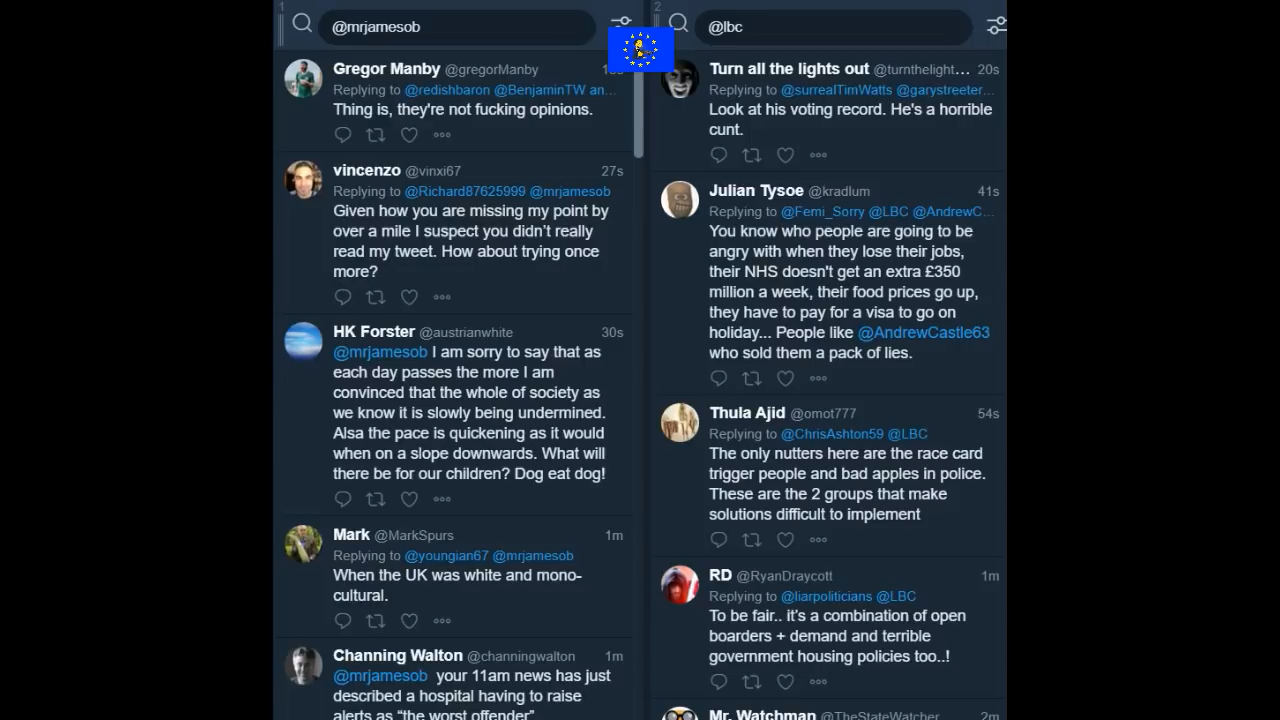 1
@mrjamesob
Gregor Manby @gregorManby
Replying to @redishbaron @BenjaminTW an...
Thing is, they're not fucking opinions.
vincenzo @vinxi67 27s
Replying to @Richard87625999 @mrjamesob
Given how you are missing my point by
over a mile I suspect you didn't really
read my tweet. How about trying once
more?
HK Forster @austrianwhite 30s
@mrjamesob I am sorry to say that as
each day passes the more I am
convinced that the whole of society as
we know it is slowly being undermined.
Alsa the pace is quickening as it would
when on a slope downwards. What will
there be for our children? Dog eat dog!
Mark @MarkSpurs 1m
Replying to @youngian67 @mrjamesob
When the UK was white and mono-
cultural.
Channing Walton @channingwalton 1m
@mrjamesob your 11am news has just
described a hospital having to raise
alerts as “the worst offender”
2
@lbc
Turn all the lights out @turnthelight... 20s
Replying to @surrealTimWatts @garystreeter...
Look at his voting record. He's a horrible
cunt.
Julian Tysoe @kradlum 41s
Replying to @Femi_Sorry @LBC @AndrewC...
You know who people are going to be
angry with when they lose their jobs,
their NHS doesn't get an extra £350
million a week, their food prices go up,
they have to pay for a visa to go on
holiday... People like @AndrewCastle63
who sold them a pack of lies.
Thula Ajid @omot777 54s
Replying to @ChrisAshton59 @LBC
The only nutters here are the race card
trigger people and bad apples in police.
These are the 2 groups that make
solutions difficult to implement
RD @RyanDraycott 1m
Replying to @liarpoliticians @LBC
To be fair.. it's a combination of open
boarders + demand and terrible
government housing policies too..!
Mr. Watchman @TheStateWatcher 2m